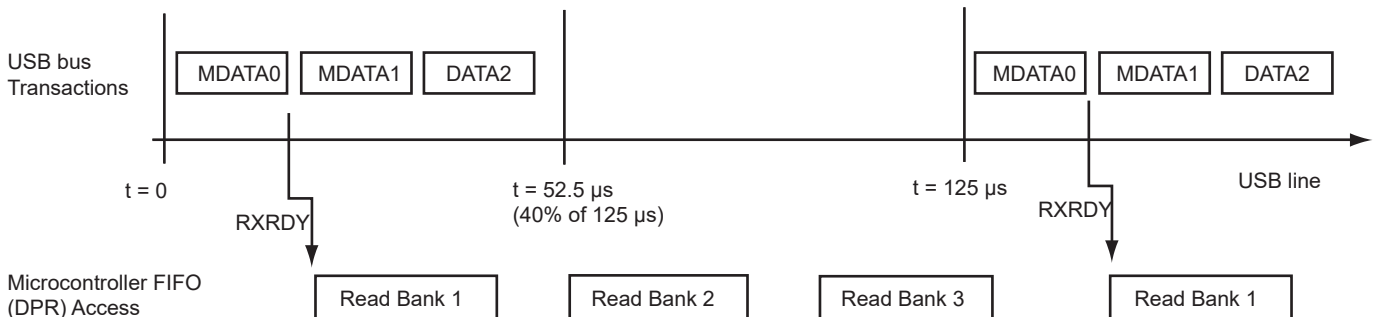 USB bus
Transactions
MDATA0 MDATA1 DATA2 MDATA0 MDATA1 DATA2
t = 0
t = 52.5 µs
(40% of 125 µs)
t = 125 µs
USB line
RXRDY
RXRDY
Microcontroller FIFO
(DPR) Access
Read Bank 1 Read Bank 2 Read Bank 3 Read Bank 1